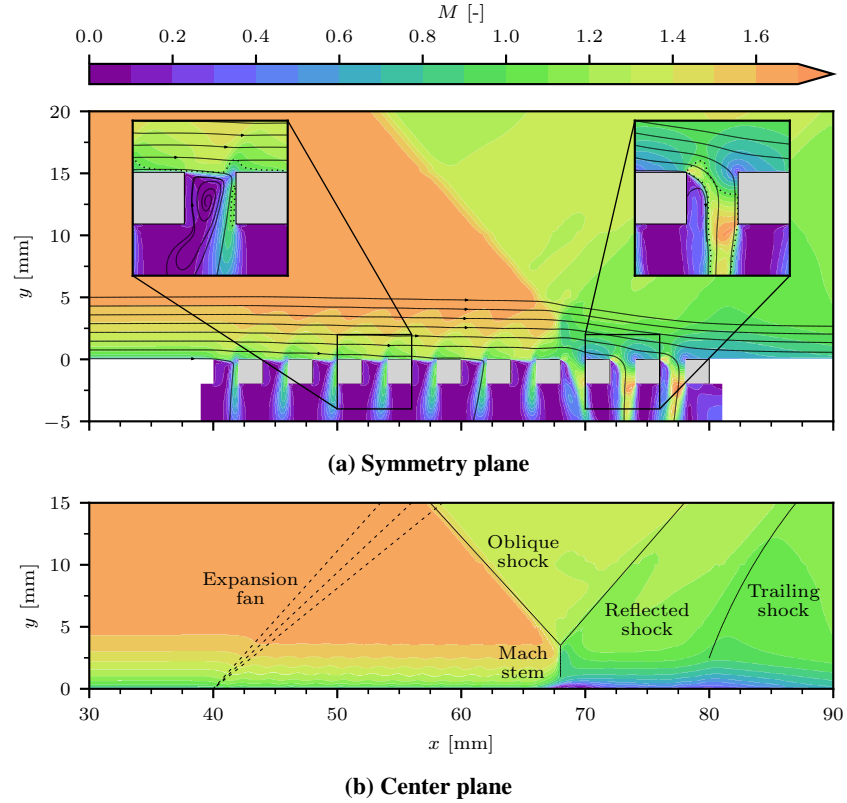 M [-]
0.0 0.2 0.4 0.6 0.8 1.0 1.2 1.4 1.6
20
15
10
5
0
−5
y [mm]
(a) Symmetry plane
15
10
5
0
y [mm]
Expansion
fan
Oblique
shock
Mach
stem
Reflected
shock
Trailing
shock
30 40 50 60 70 80 90
x [mm]
(b) Center plane